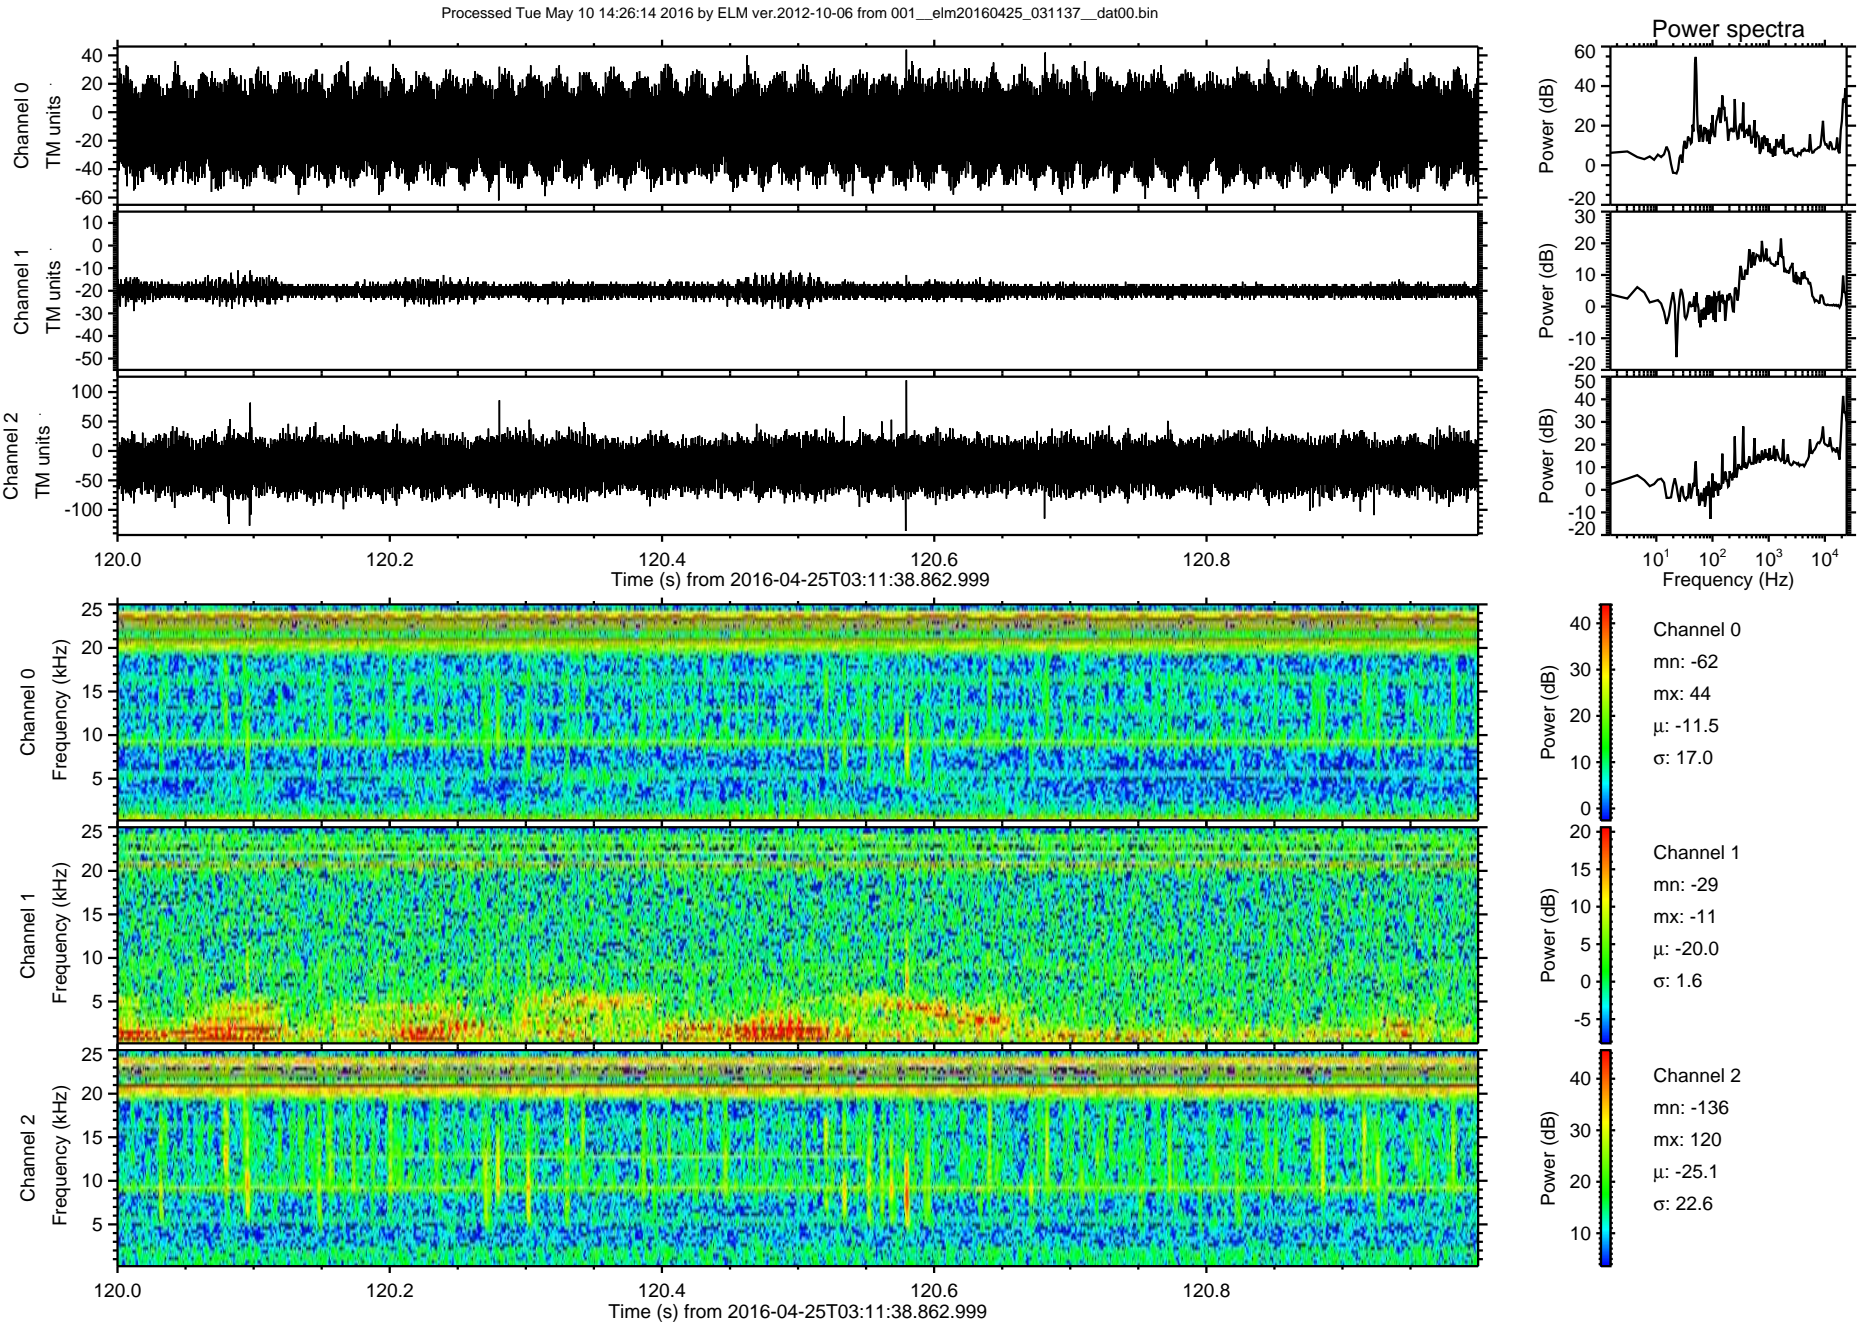 Processed Tue May 10 14:26:14 2016 by ELM ver.2012-10-06 from 001__elm20160425_031137__dat00.bin
Power spectra
Channel 0
TM units
40
20
0
-20
-40
-60
Power (dB)
60
40
20
0
-20
Channel 1
TM units
10
0
-10
-20
-30
-40
-50
Power (dB)
30
20
10
0
-10
-20
Channel 2
TM units
100
50
0
-50
-100
Power (dB)
50
40
30
20
10
0
-10
-20
120.0 120.2 120.4 120.6 120.8
Time (s) from 2016-04-25T03:11:38.862.999
10¹ 10² 10³ 10⁴
Frequency (Hz)
Channel 0
Frequency (kHz)
25
20
15
10
5
Power (dB)
40
30
20
10
0
Channel 0
mn: -62
mx: 44
μ: -11.5
σ: 17.0
Channel 1
Frequency (kHz)
25
20
15
10
5
Power (dB)
20
15
10
5
0
-5
Channel 1
mn: -29
mx: -11
μ: -20.0
σ: 1.6
Channel 2
Frequency (kHz)
25
20
15
10
5
Power (dB)
40
30
20
10
Channel 2
mn: -136
mx: 120
μ: -25.1
σ: 22.6
120.0 120.2 120.4 120.6 120.8
Time (s) from 2016-04-25T03:11:38.862.999